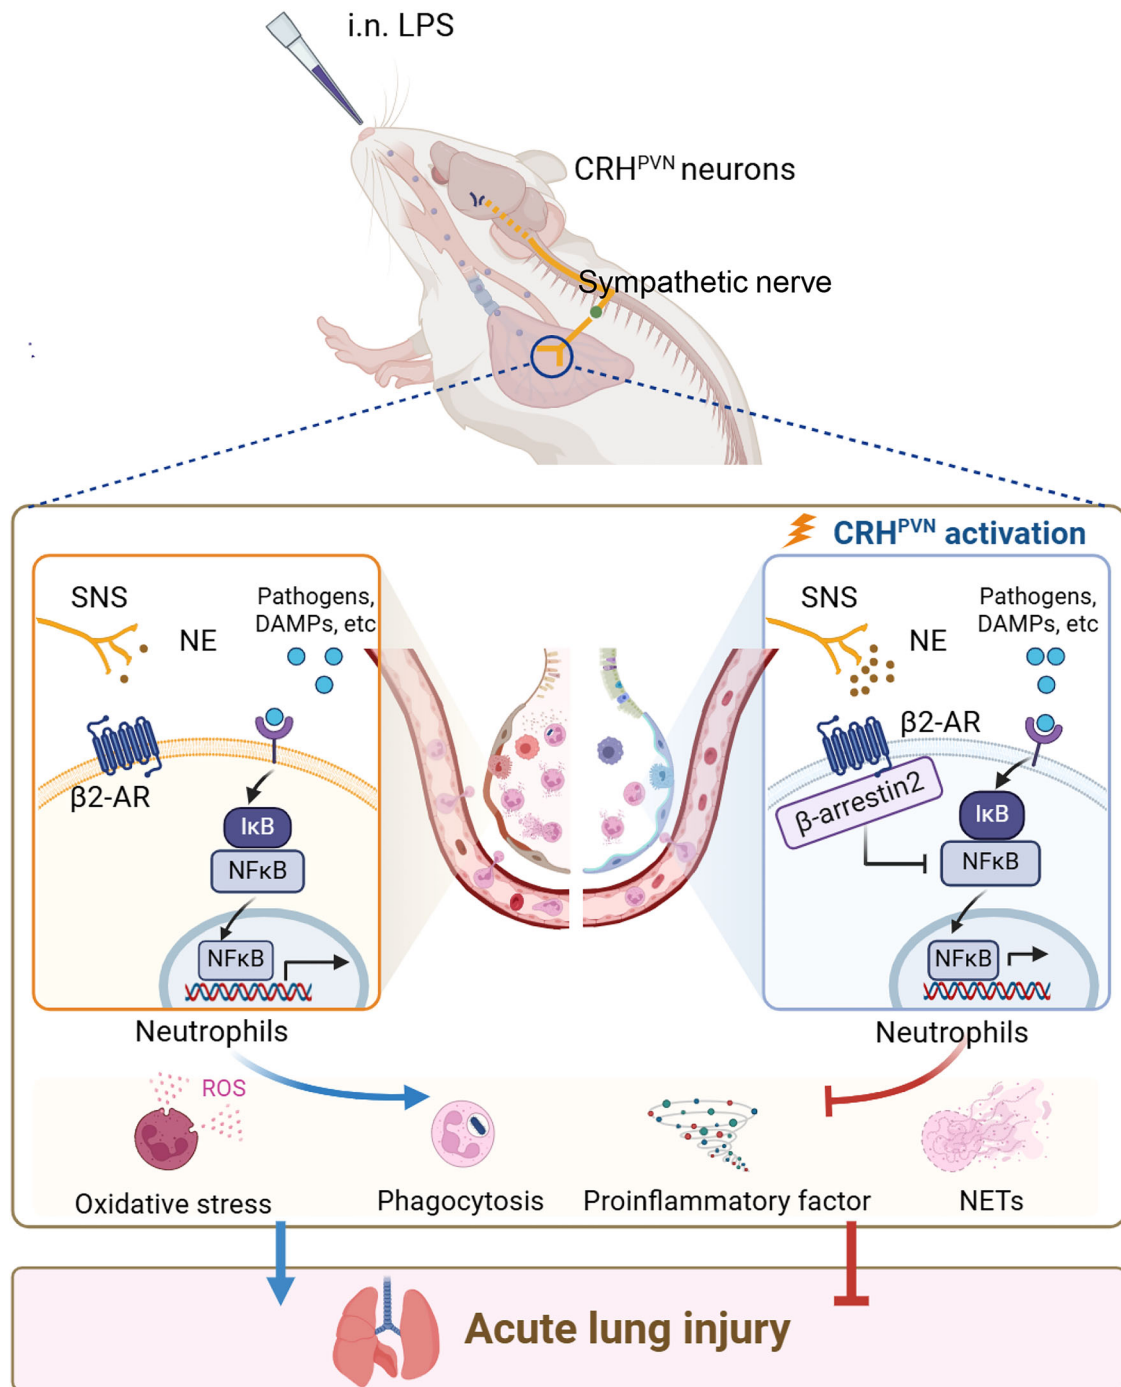 i.n. LPS
CRHPVN neurons
Sympathetic nerve
CRHPVN activation
SNS
NE
Pathogens,
DAMPs, etc
β2-AR
IκB
NFκB
NFκB
Neutrophils
SNS
NE
Pathogens,
DAMPs, etc
β2-AR
β-arrestin2
IκB
NFκB
NFκB
Neutrophils
ROS
Oxidative stress
Phagocytosis
Proinflammatory factor
NETs
Acute lung injury